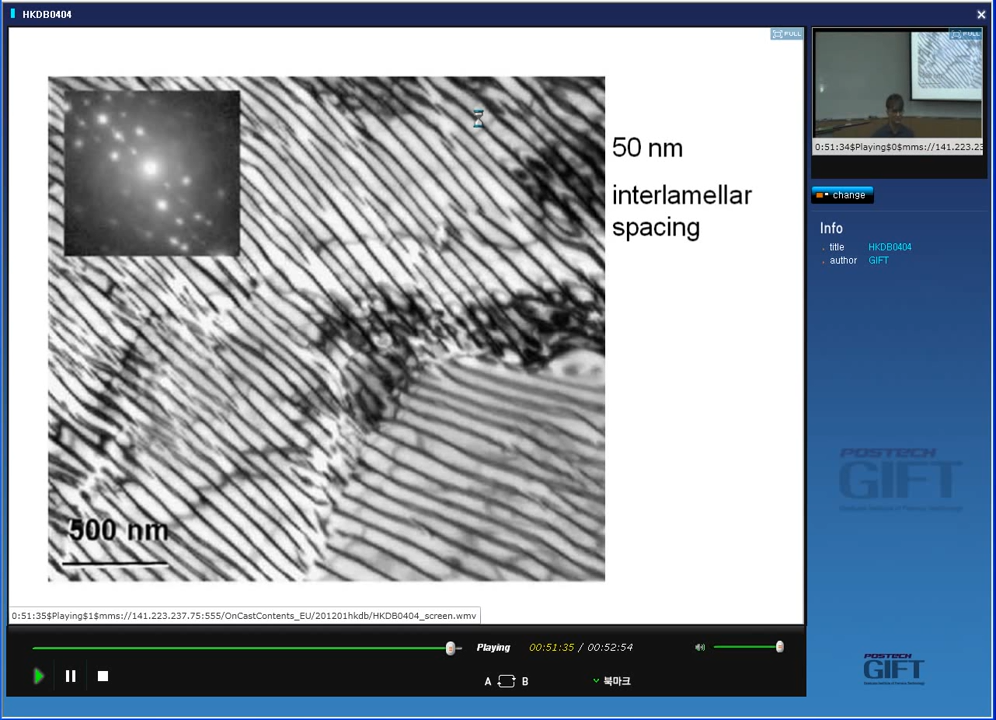 HKDB0404
FULL
FULL
50 nm
interlamellar
spacing
500 nm
0:51:34$Playing$0$mms://141.223.23
change
Info
title HKDB0404
author GIFT
POSTECH
GIFT
0:51:35$Playing$1$mms://141.223.237.75:555/OnCastContents_EU/201201hkdb/HKDB0404_screen.wmv
Playing 00:51:35 / 00:52:54
A B 북마크
POSTECH
GIFT